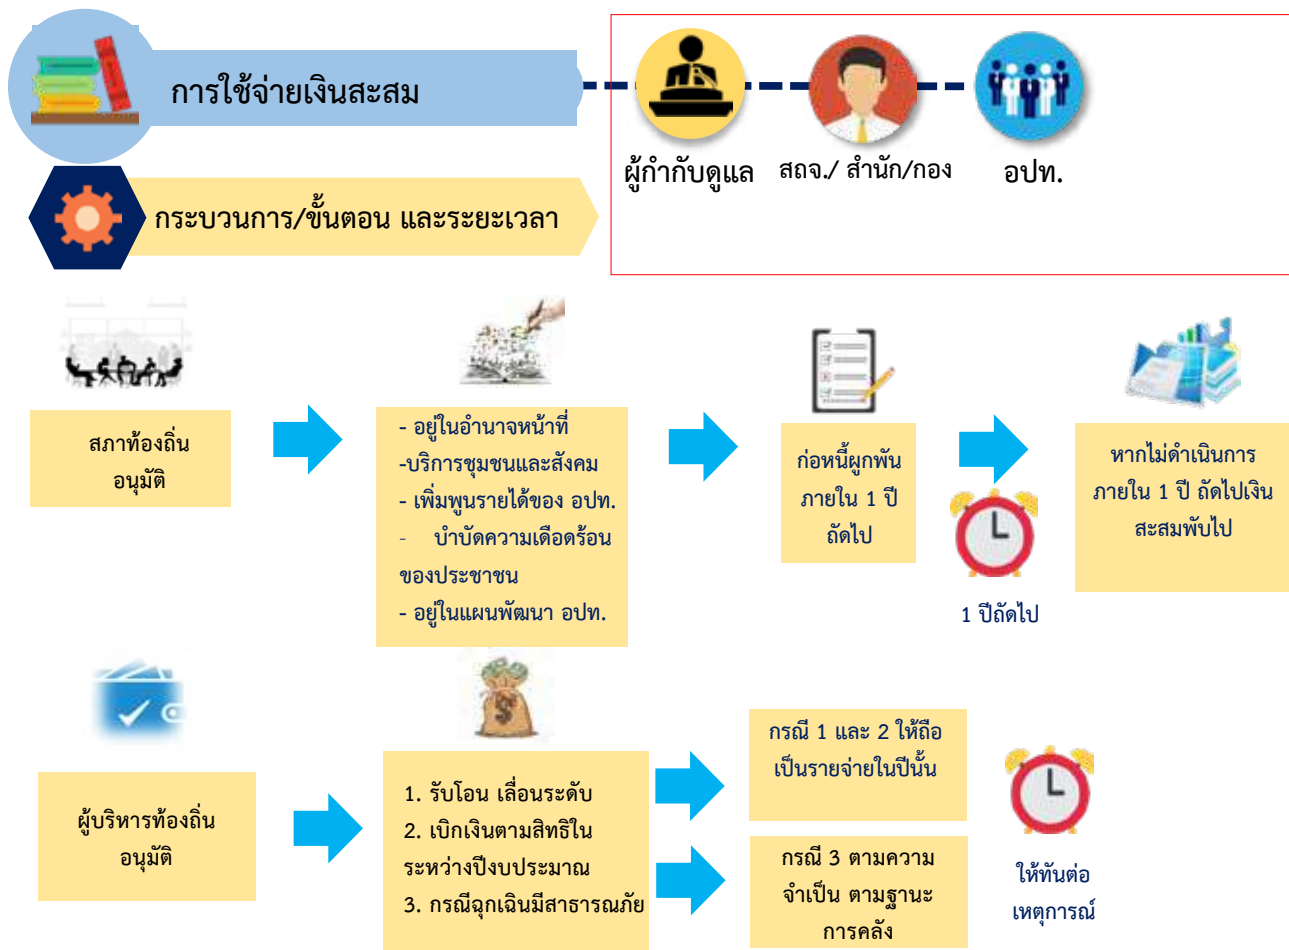 การใช้จ่ายเงินสะสม
ผู้กำกับดูแล
สถจ./ สำนัก/กอง
อปท.
กระบวนการ/ขั้นตอน และระยะเวลา
สภาท้องถิ่น
อนุมัติ
- อยู่ในอำนาจหน้าที่
-บริการชุมชนและสังคม
- เพิ่มพูนรายได้ของ อปท.
- บำบัดความเดือดร้อน
ของประชาชน
- อยู่ในแผนพัฒนา อปท.
ก่อหนี้ผูกพัน
ภายใน 1 ปี
ถัดไป
1 ปีถัดไป
หากไม่ดำเนินการ
ภายใน 1 ปี ถัดไปเงิน
สะสมพับไป
ผู้บริหารท้องถิ่น
อนุมัติ
1. รับโอน เลื่อนระดับ
2. เบิกเงินตามสิทธิใน
ระหว่างปีงบประมาณ
3. กรณีฉุกเฉินมีสาธารณภัย
กรณี 1 และ 2 ให้ถือ
เป็นรายจ่ายในปีนั้น
กรณี 3 ตามความ
จำเป็น ตามฐานะ
การคลัง
ให้ทันต่อ
เหตุการณ์